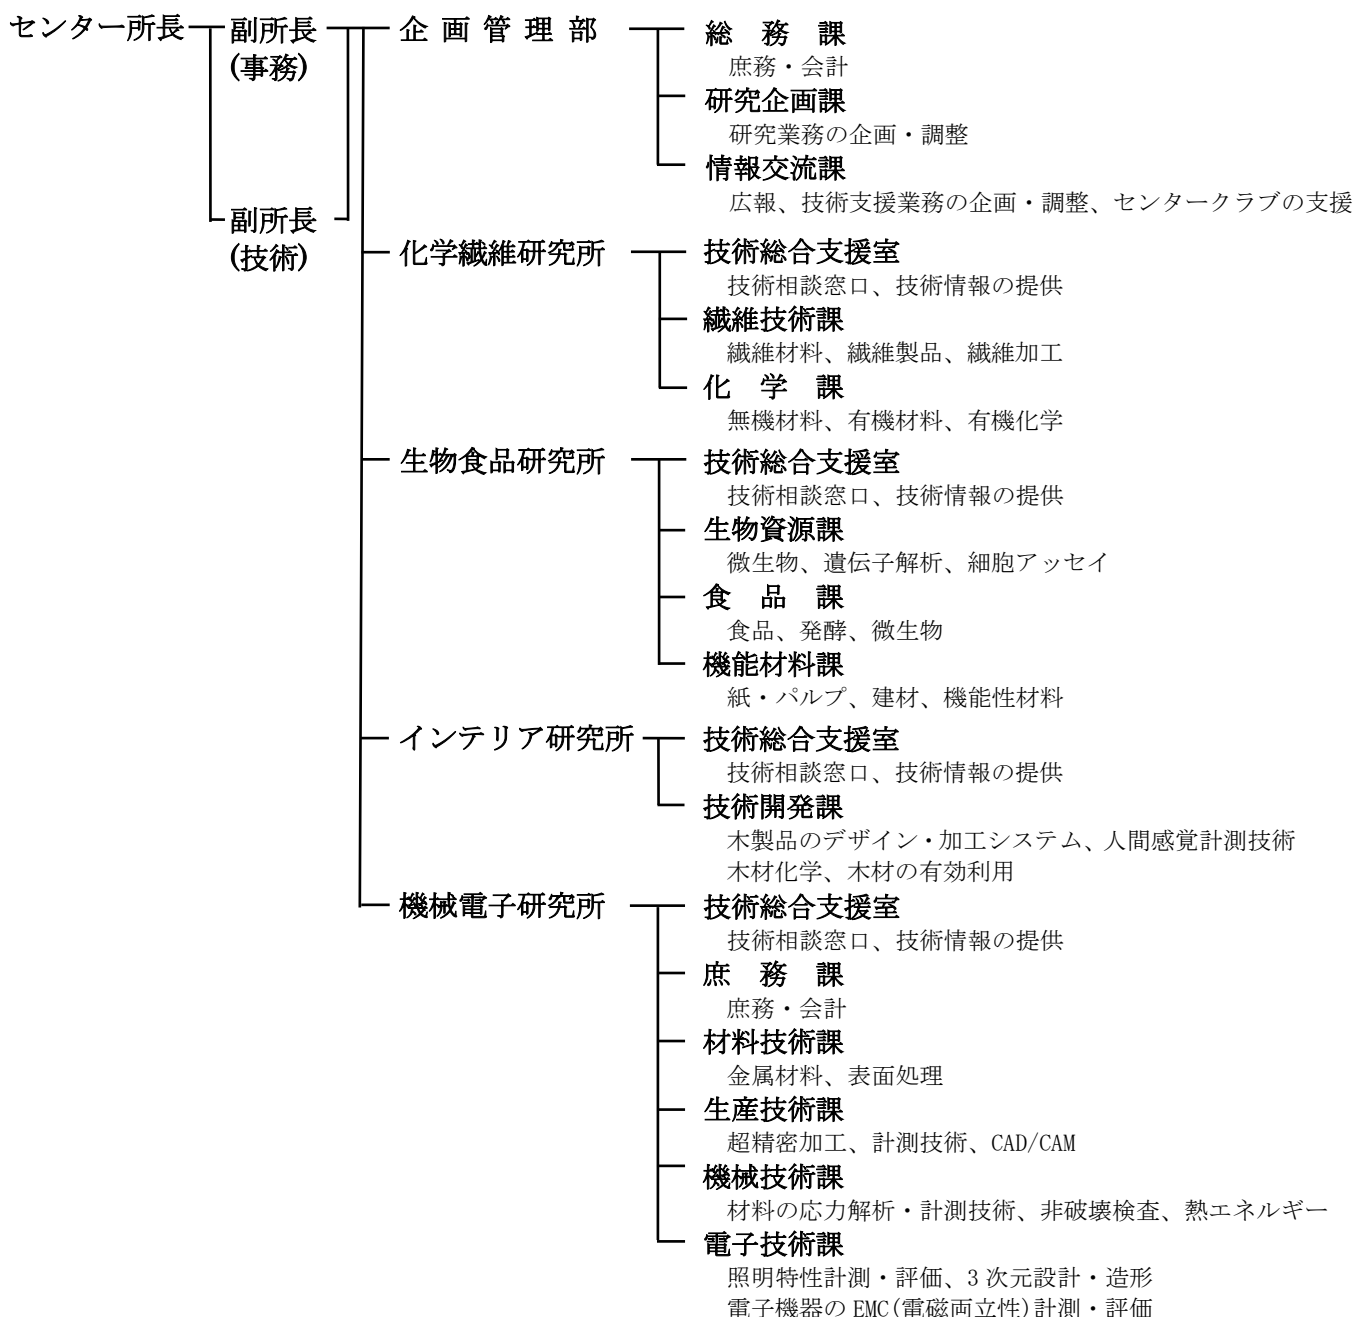 センター所長 副所長 企画管理部 総務課
(事務) 庶務・会計
研究企画課
研究業務の企画・調整
情報交流課
広報、技術支援業務の企画・調整、センタークラブの支援
副所長
(技術)
化学繊維研究所 技術総合支援室
技術相談窓口、技術情報の提供
繊維技術課
繊維材料、繊維製品、繊維加工
化学課
無機材料、有機材料、有機化学
生物食品研究所 技術総合支援室
技術相談窓口、技術情報の提供
生物資源課
微生物、遺伝子解析、細胞アッセイ
食品課
食品、発酵、微生物
機能材料課
紙・パルプ、建材、機能性材料
インテリア研究所 技術総合支援室
技術相談窓口、技術情報の提供
技術開発課
木製品のデザイン・加工システム、人間感覚計測技術
木材化学、木材の有効利用
機械電子研究所 技術総合支援室
技術相談窓口、技術情報の提供
庶務課
庶務・会計
材料技術課
金属材料、表面処理
生産技術課
超精密加工、計測技術、CAD/CAM
機械技術課
材料の応力解析・計測技術、非破壊検査、熱エネルギー
電子技術課
照明特性計測・評価、3次元設計・造形
電子機器のEMC(電磁両立性)計測・評価